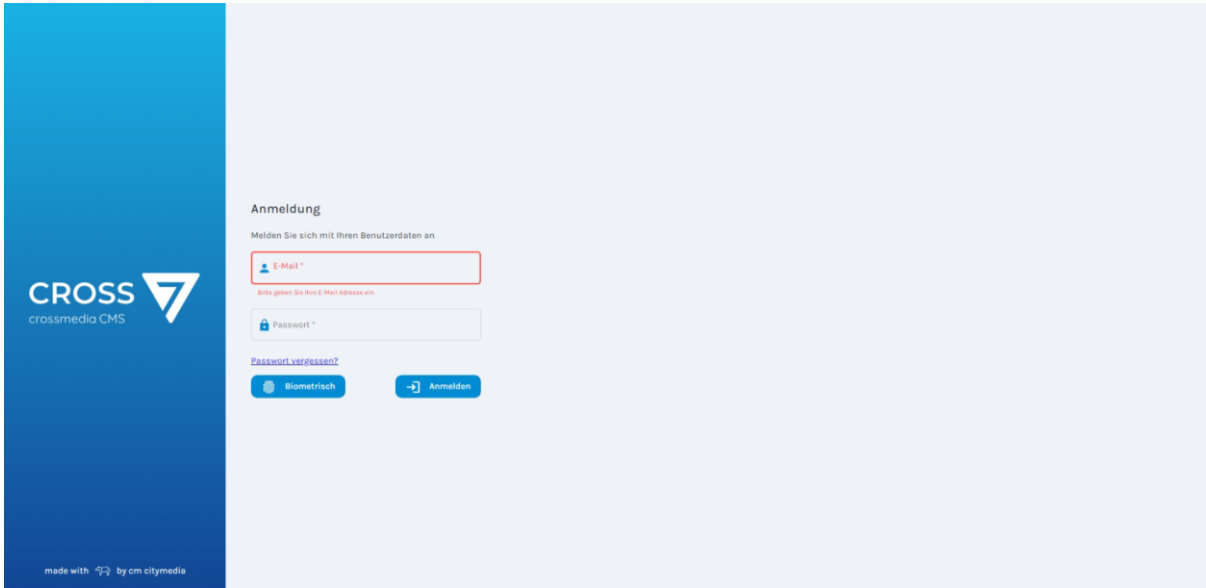 CROSS 7
crossmedia CMS
made with by cm citymedia
Anmeldung
Melden Sie sich mit Ihren Benutzerdaten an
E-Mail *
Bitte geben Sie Ihre E-Mail Adresse ein.
Passwort *
Passwort vergessen?
Biometrisch
Anmelden